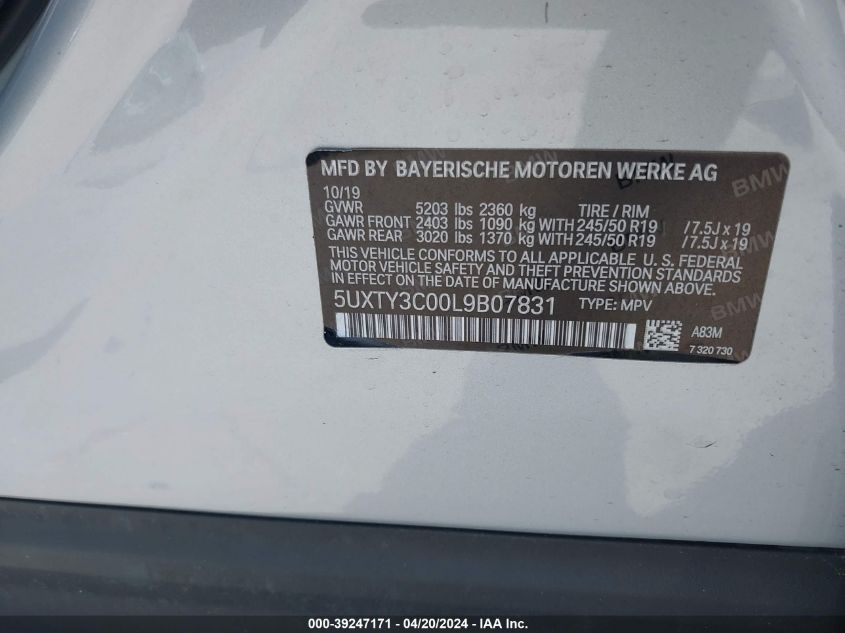 MFD BY BAYERISCHE MOTOREN WERKE AG
10/19
GVWR 5203 lbs 2360 kg TIRE / RIM
GAWR FRONT 2403 lbs 1090 kg WITH 245/50 R19 / 7.5J x 19
GAWR REAR 3020 lbs 1370 kg WITH 245/50 R19 / 7.5J x 19
THIS VEHICLE CONFORMS TO ALL APPLICABLE U. S. FEDERAL
MOTOR VEHICLE SAFETY AND THEFT PREVENTION STANDARDS
IN EFFECT ON THE DATE OF MANUFACTURE SHOWN ABOVE.
5UXTY3C00L9B07831 TYPE: MPV
A83M
7 320 730
BMW
BMW
BMW
000-39247171 - 04/20/2024 - IAA Inc.